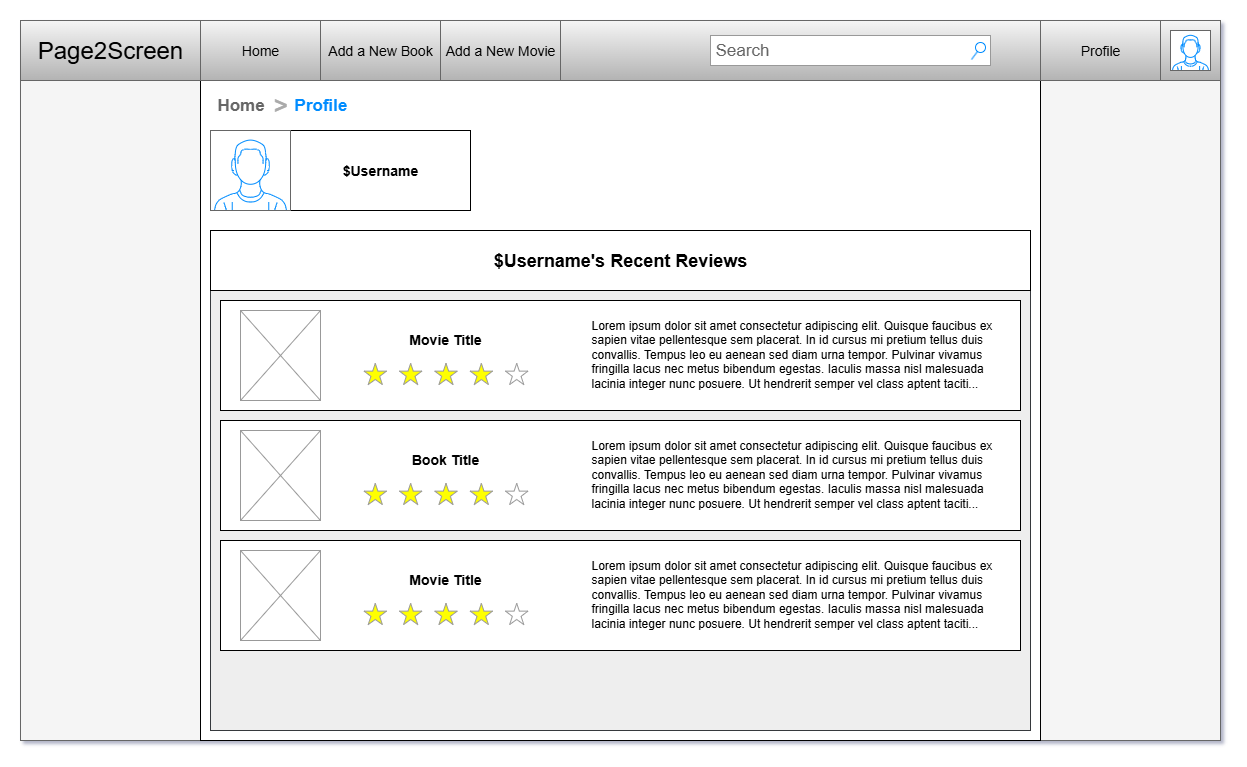 Page2Screen
Home
Add a New Book
Add a New Movie
Search
Profile
Home > Profile
$Username
$Username's Recent Reviews
Movie Title
Lorem ipsum dolor sit amet consectetur adipiscing elit. Quisque faucibus ex
sapien vitae pellentesque sem placerat. In id cursus mi pretium tellus duis
convallis. Tempus leo eu aenean sed diam urna tempor. Pulvinar vivamus
fringilla lacus nec metus bibendum egestas. Iaculis massa nisl malesuada
lacinia integer nunc posuere. Ut hendrerit semper vel class aptent taciti...
Book Title
Lorem ipsum dolor sit amet consectetur adipiscing elit. Quisque faucibus ex
sapien vitae pellentesque sem placerat. In id cursus mi pretium tellus duis
convallis. Tempus leo eu aenean sed diam urna tempor. Pulvinar vivamus
fringilla lacus nec metus bibendum egestas. Iaculis massa nisl malesuada
lacinia integer nunc posuere. Ut hendrerit semper vel class aptent taciti...
Movie Title
Lorem ipsum dolor sit amet consectetur adipiscing elit. Quisque faucibus ex
sapien vitae pellentesque sem placerat. In id cursus mi pretium tellus duis
convallis. Tempus leo eu aenean sed diam urna tempor. Pulvinar vivamus
fringilla lacus nec metus bibendum egestas. Iaculis massa nisl malesuada
lacinia integer nunc posuere. Ut hendrerit semper vel class aptent taciti...